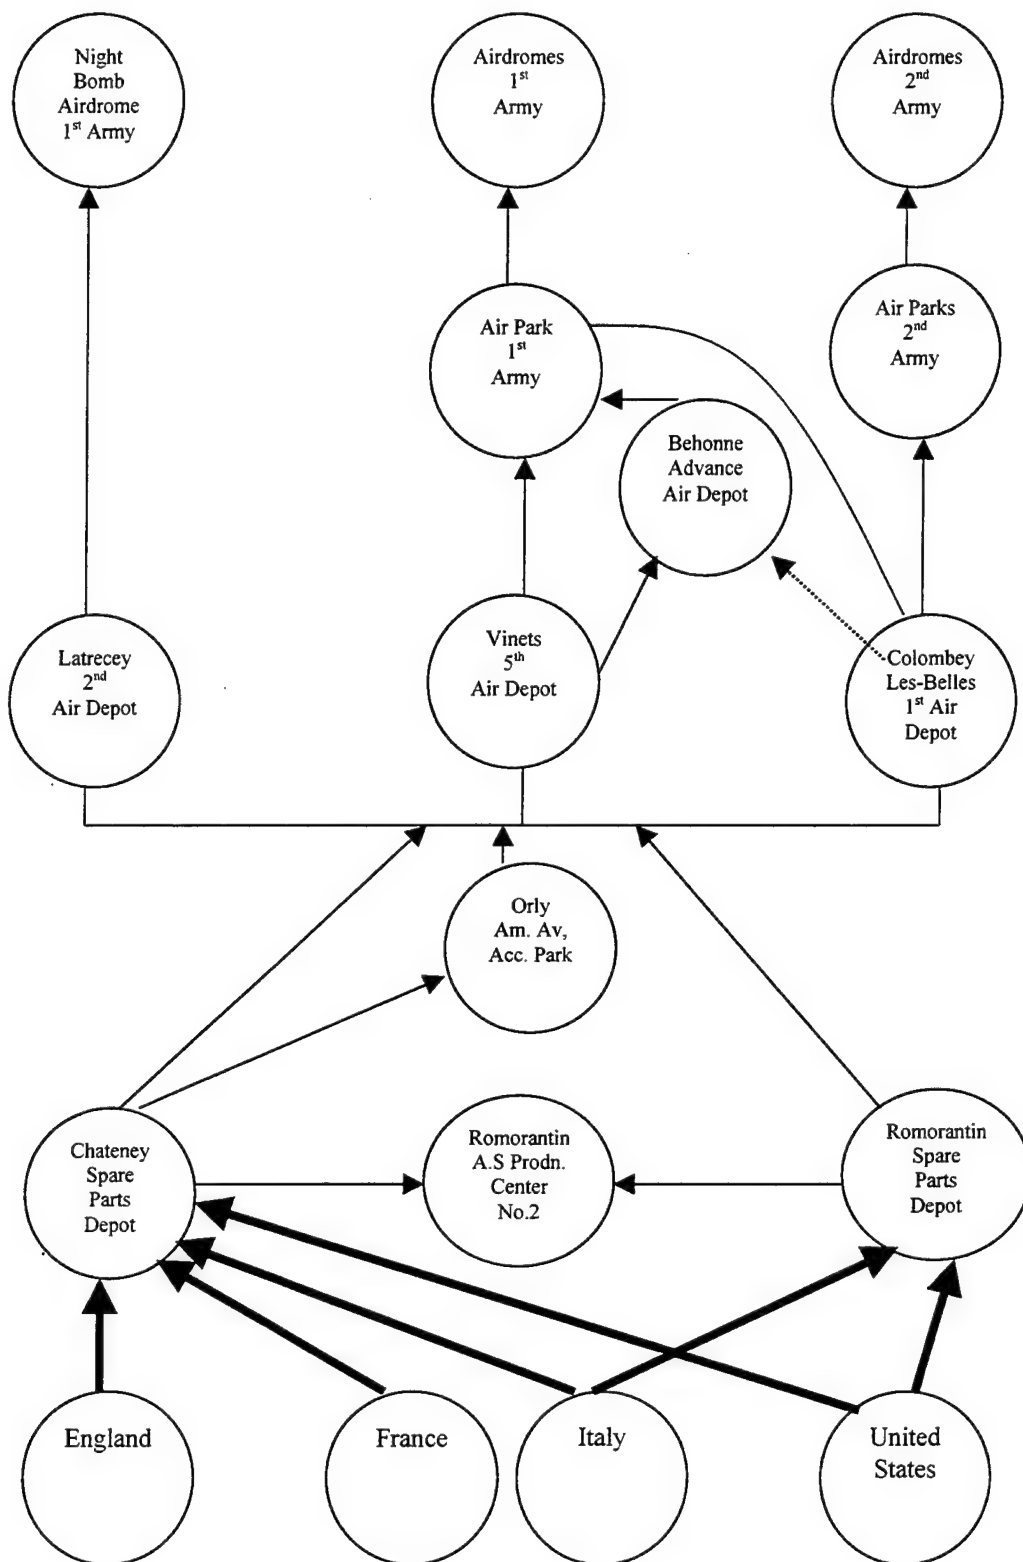 Night
Bomb
Airdrome
1st Army
Airdromes
1st
Army
Airdromes
2nd
Army
Air Park
1st
Army
Air Parks
2nd
Army
Behonne
Advance
Air Depot
Latrecey
2nd
Air Depot
Vinets
5th
Air Depot
Colombey
Les-Belles
1st Air
Depot
Orly
Am. Av,
Acc. Park
Chateney
Spare
Parts
Depot
Romorantin
A.S Prodn.
Center
No.2
Romorantin
Spare
Parts
Depot
England
France
Italy
United
States